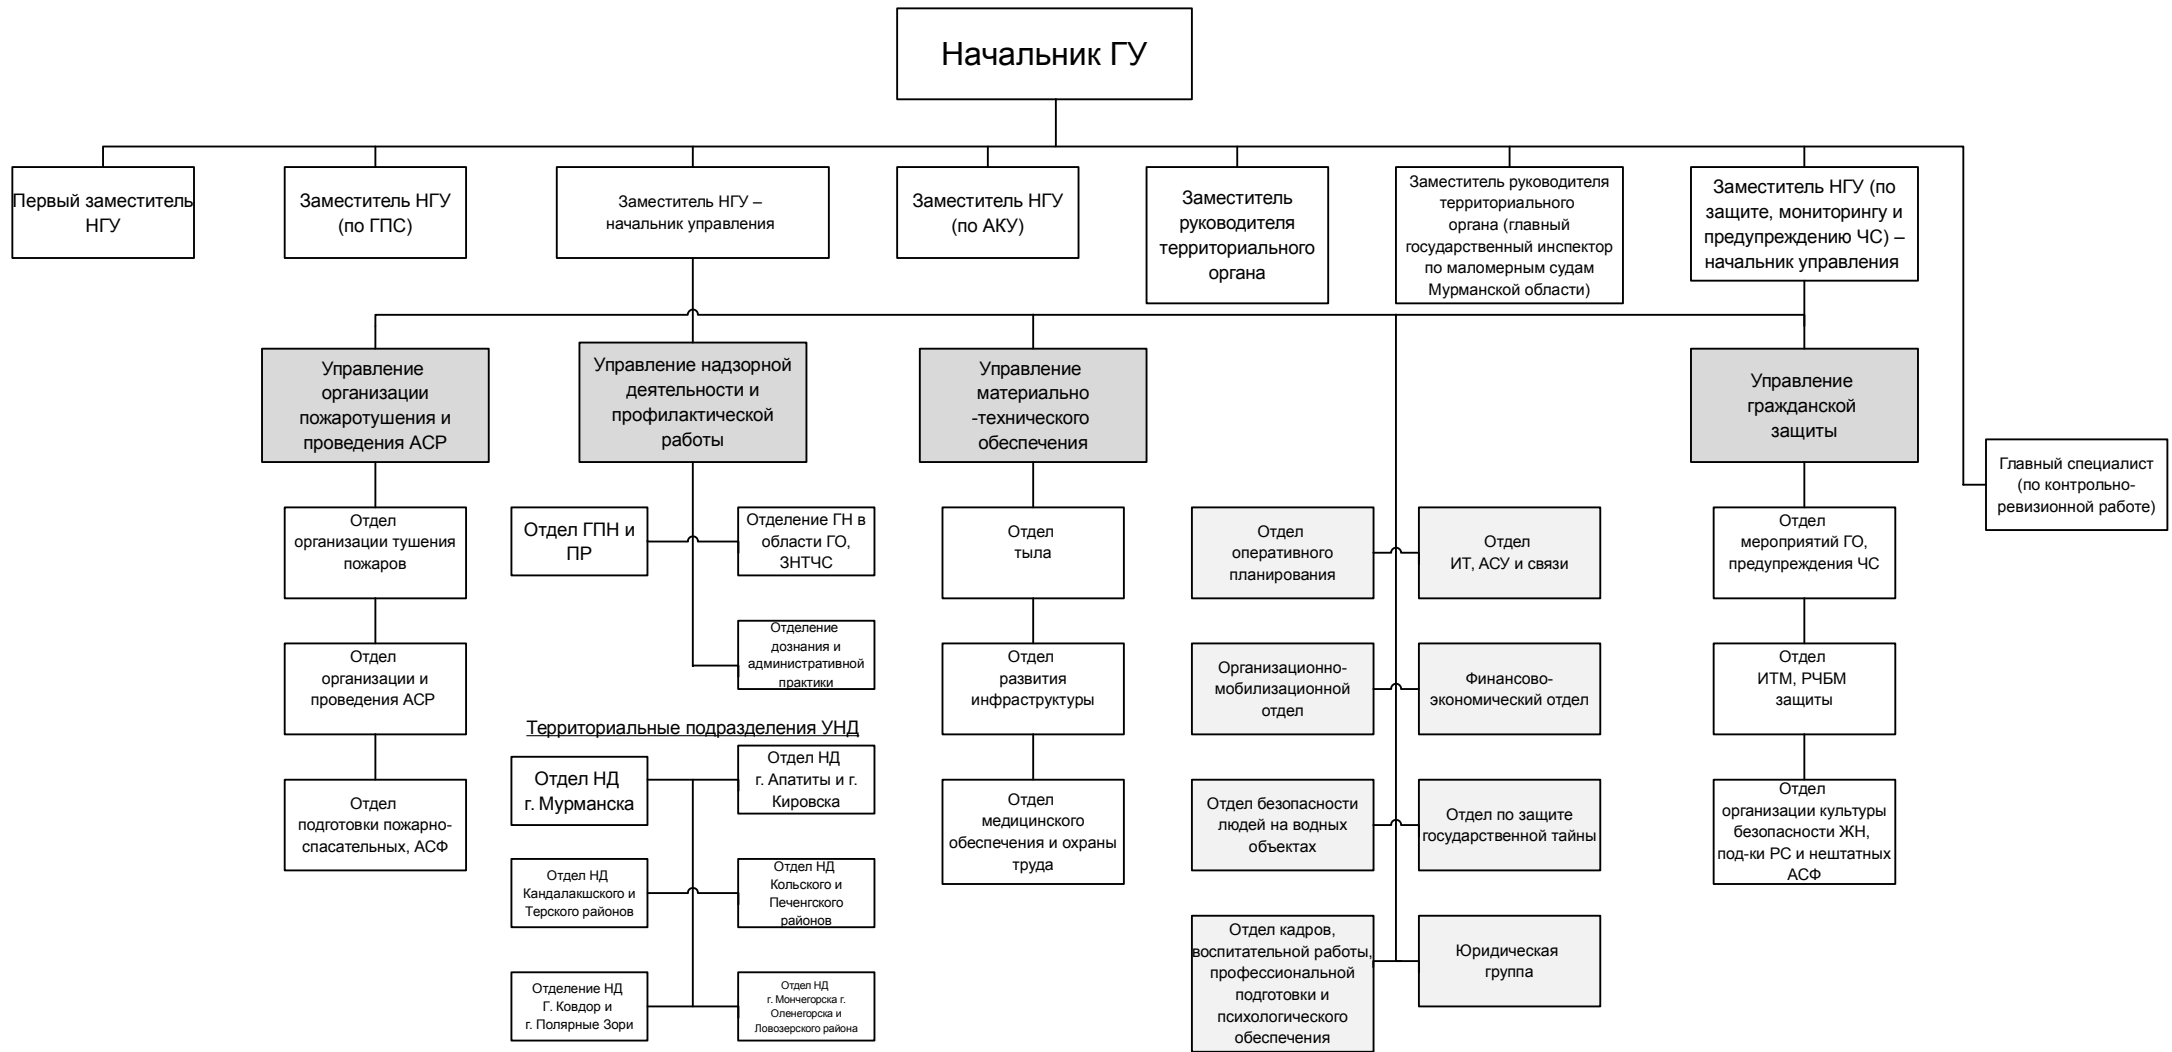 Начальник ГУ
Первый заместитель
НГУ
Заместитель НГУ
(по ГПС)
Заместитель НГУ –
начальник управления
Заместитель НГУ
(по АКУ)
Заместитель
руководителя
территориального
органа
Заместитель руководителя
территориального
органа (главный
государственный инспектор
по маломерным судам
Мурманской области)
Заместитель НГУ (по
защите, мониторингу и
предупреждению ЧС) –
начальник управления
Управление
организации
пожаротушения и
проведения АСР
Управление надзорной
деятельности и
профилактической
работы
Управление
материально
-технического
обеспечения
Управление
гражданской
защиты
Главный специалист
(по контрольно-
ревизионной работе)
Отдел
организации тушения
пожаров
Отдел
организации и
проведения АСР
Отдел
подготовки пожарно-
спасательных, АСФ
Отдел ГПН и
ПР
Отделение ГН в
области ГО,
ЗНТЧС
Отделение
дознания и
административной
практики
Территориальные подразделения УНД
Отдел НД
г. Мурманска
Отдел НД
г. Апатиты и г.
Кировска
Отдел НД
Кандалакшского и
Терского районов
Отдел НД
Кольского и
Печенгского
районов
Отделение НД
Г. Ковдор и
г. Полярные Зори
Отдел НД
г. Мончегорска г.
Оленегорска и
Ловозерского района
Отдел
тыла
Отдел
развития
инфраструктуры
Отдел
медицинского
обеспечения и охраны
труда
Отдел
оперативного
планирования
Отдел
ИТ, АСУ и связи
Организационно-
мобилизационной
отдел
Финансово-
экономический отдел
Отдел безопасности
людей на водных
объектах
Отдел по защите
государственной тайны
Отдел кадров,
воспитательной работы,
профессиональной
подготовки и
психологического
обеспечения
Юридическая
группа
Отдел
мероприятий ГО,
предупреждения ЧС
Отдел
ИТМ, РЧБМ
защиты
Отдел
организации культуры
безопасности ЖН,
под-ки РС и нештатных
АСФ